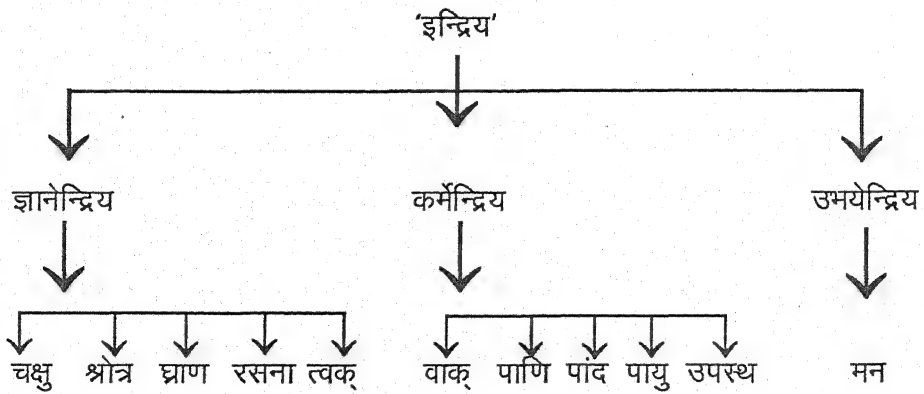 'इन्द्रिय'
ज्ञानेन्द्रिय कर्मेन्द्रिय उभयेन्द्रिय
चक्षु श्रोत्र घ्राण रसना त्वक् वाक् पाणि पांद पायु उपस्थ मन